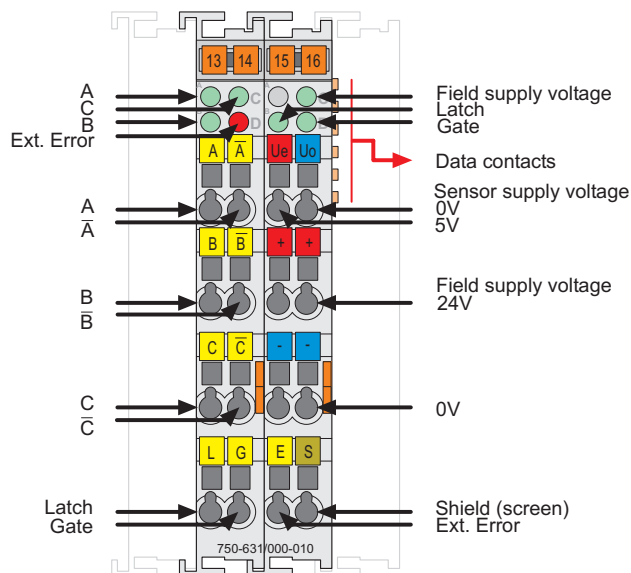 13 14 15 16
A
C
B
Ext. Error
A C A C
D B
Field supply voltage
Latch
Gate
Data contacts
A A̅ Ue Uo
A
A̅
Sensor supply voltage
0V
5V
B B̅ + +
B
B̅
Field supply voltage
24V
C C̅ - -
C
C̅
0V
L G E S
Latch
Gate
Shield (screen)
Ext. Error
750-631/000-010